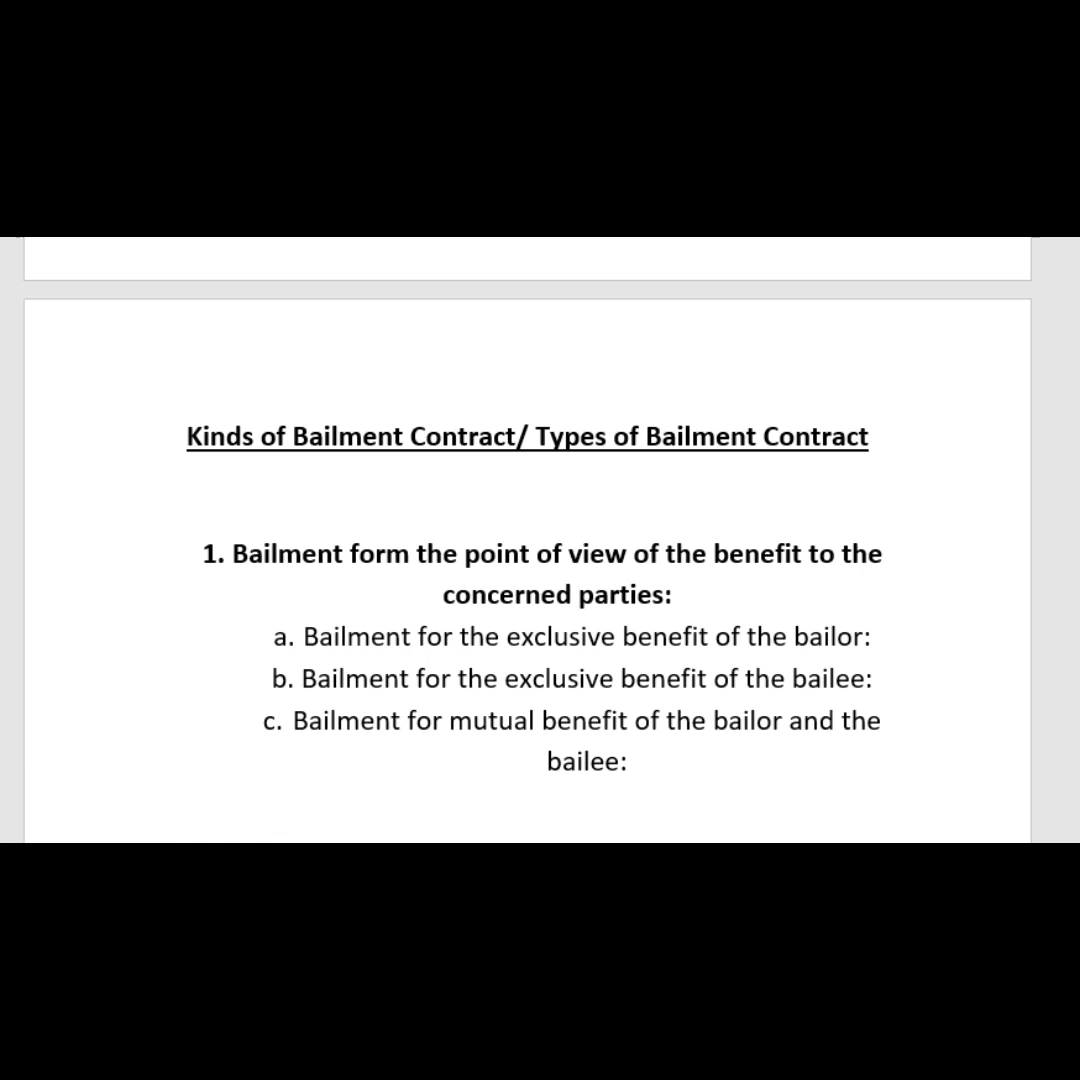 Kinds of Bailment Contract/ Types of Bailment Contract
1. Bailment form the point of view of the benefit to the
concerned parties:
a. Bailment for the exclusive benefit of the bailor:
b. Bailment for the exclusive benefit of the bailee:
c. Bailment for mutual benefit of the bailor and the
bailee: